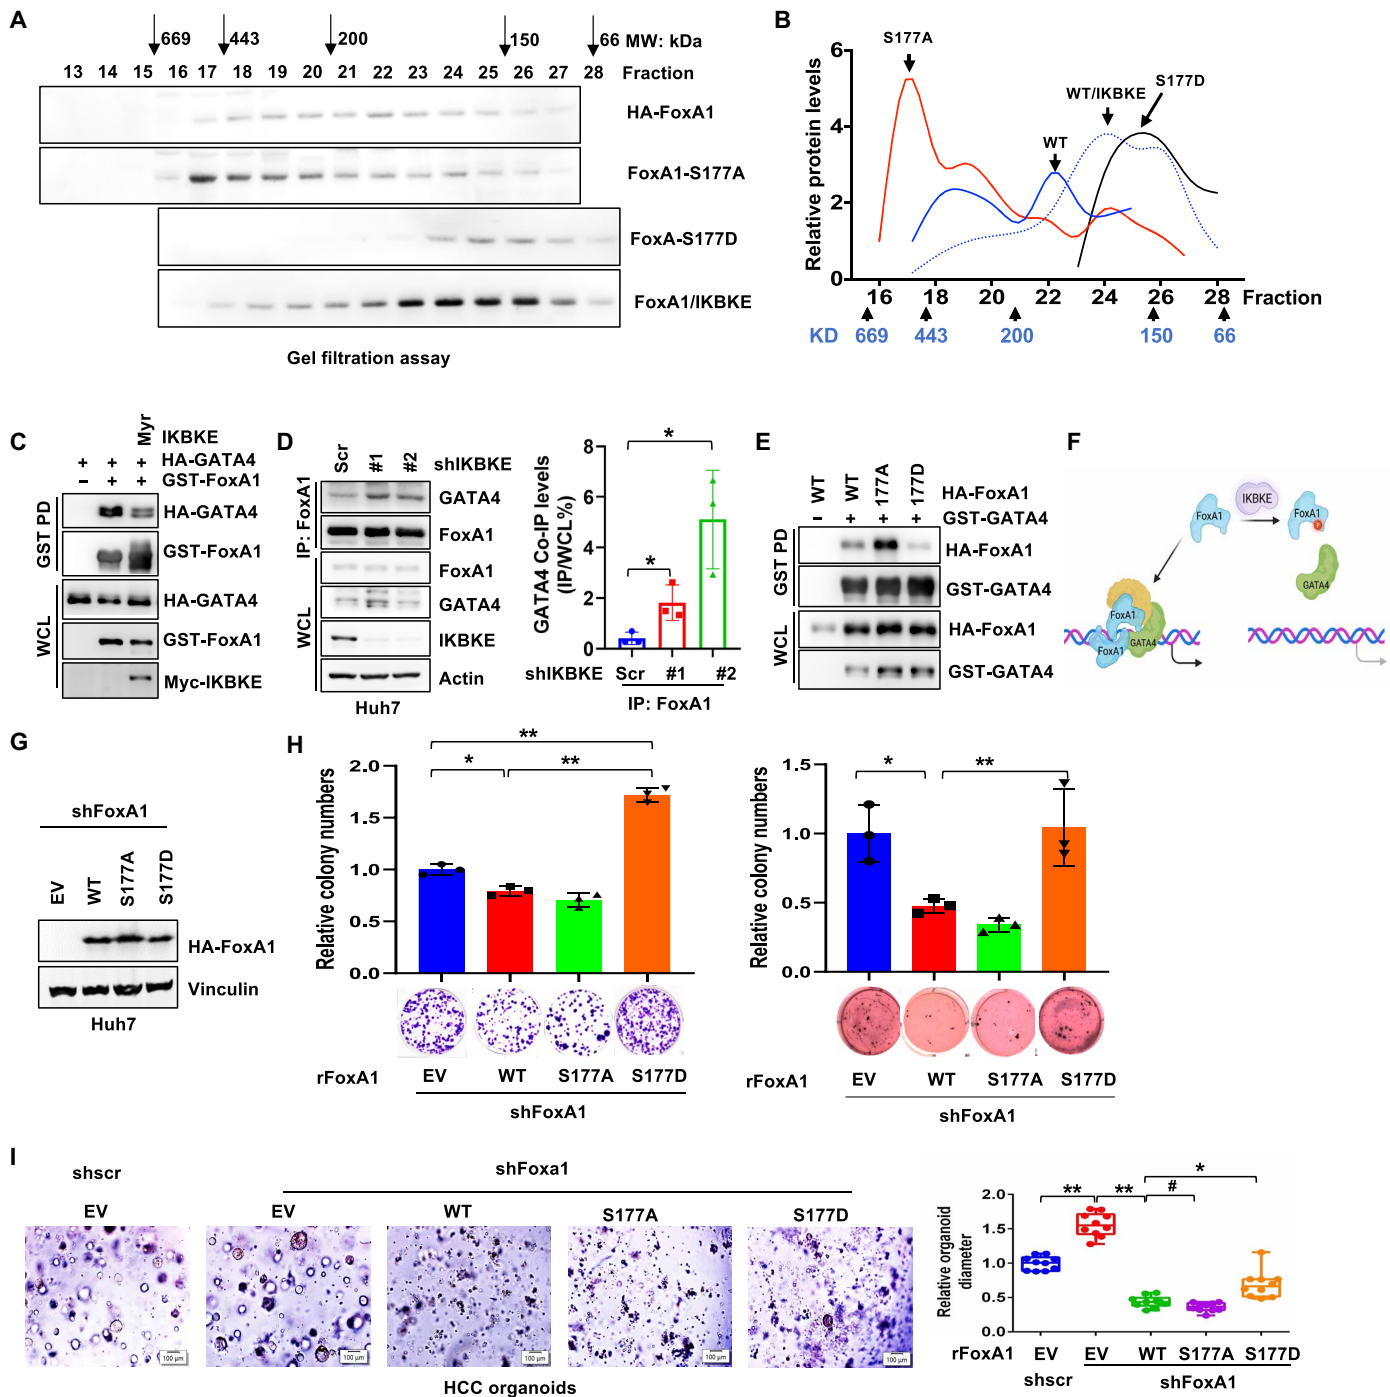 A
669 443 200 150 66 MW: kDa
13 14 15 16 17 18 19 20 21 22 23 24 25 26 27 28 Fraction
HA-FoxA1
FoxA1-S177A
FoxA-S177D
FoxA1/IKBKE
Gel filtration assay
B
Relative protein levels
6
4
2
0
S177A
WT
WT/IKBKE
S177D
16 18 20 22 24 26 28 Fraction
KD 669 443 200 150 66
C
Myr IKBKE
+ + + HA-GATA4
− + + GST-FoxA1
GST PD
HA-GATA4
GST-FoxA1
WCL
HA-GATA4
GST-FoxA1
Myc-IKBKE
D
Scr #1 #2 shIKBKE
IP: FoxA1
GATA4
FoxA1
WCL
FoxA1
GATA4
IKBKE
Actin
Huh7
GATA4 Co-IP levels
(IP/WCL%)
8
6
4
2
0
*
*
shIKBKE Scr #1 #2
IP: FoxA1
E
WT WT 177A 177D HA-FoxA1
− + + + GST-GATA4
GST PD
HA-FoxA1
GST-GATA4
WCL
HA-FoxA1
GST-GATA4
F
FoxA1
IKBKE
FoxA1
GATA4
FoxA1
FoxA1
GATA4
G
shFoxA1
EV WT S177A S177D
HA-FoxA1
Vinculin
Huh7
H
Relative colony numbers
2.0
1.5
1.0
0.5
0.0
**
* **
rFoxA1 EV WT S177A S177D
shFoxA1
Relative colony numbers
1.5
1.0
0.5
0.0
* **
rFoxA1 EV WT S177A S177D
shFoxA1
I
shscr shFoxa1
EV EV WT S177A S177D
100 μm 100 μm 100 μm 100 μm 100 μm
HCC organoids
Relative organoid
diameter
2.0
1.5
1.0
0.5
0.0
*
** ** #
rFoxA1 EV EV WT S177A S177D
shscr shFoxA1